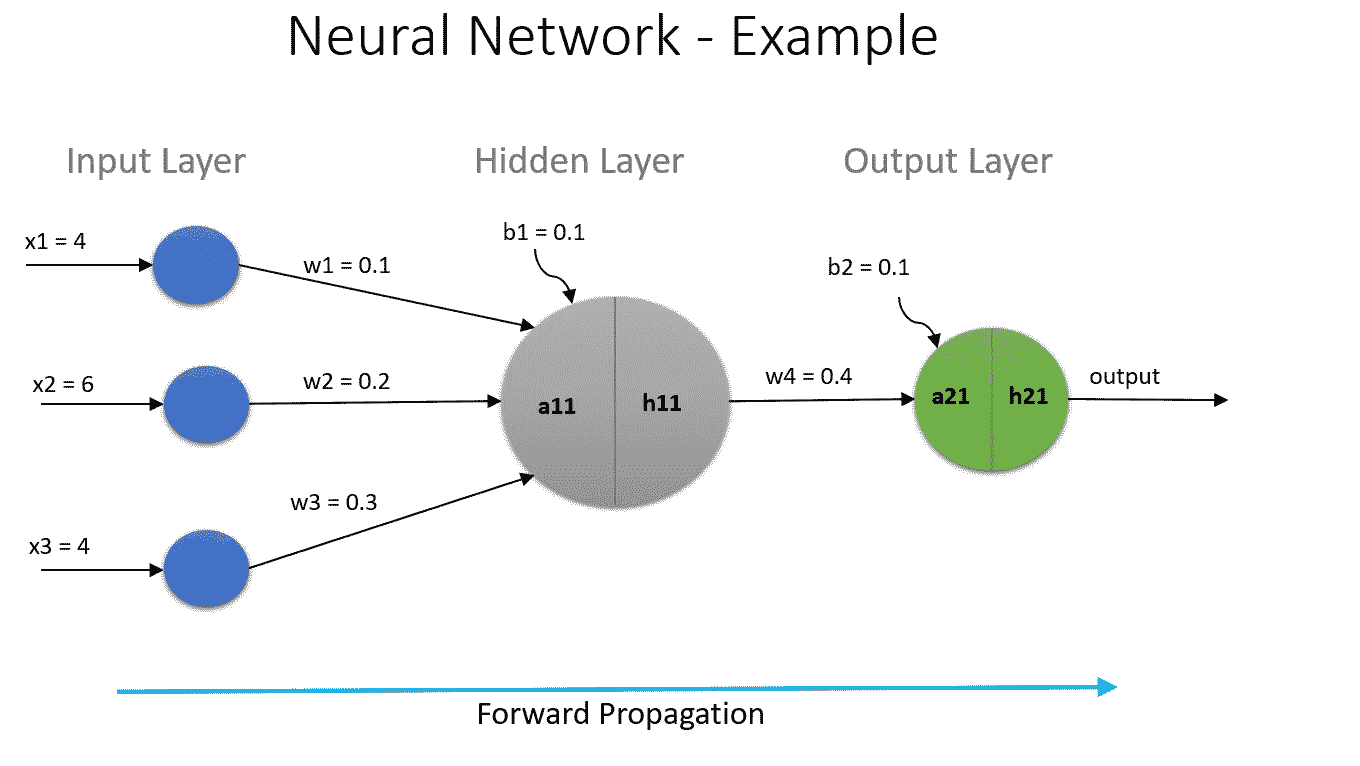 Neural Network - Example
Input Layer
Hidden Layer
Output Layer
x1 = 4
w1 = 0.1
b1 = 0.1
b2 = 0.1
x2 = 6
w2 = 0.2
a11
h11
w4 = 0.4
a21
h21
output
w3 = 0.3
x3 = 4
Forward Propagation